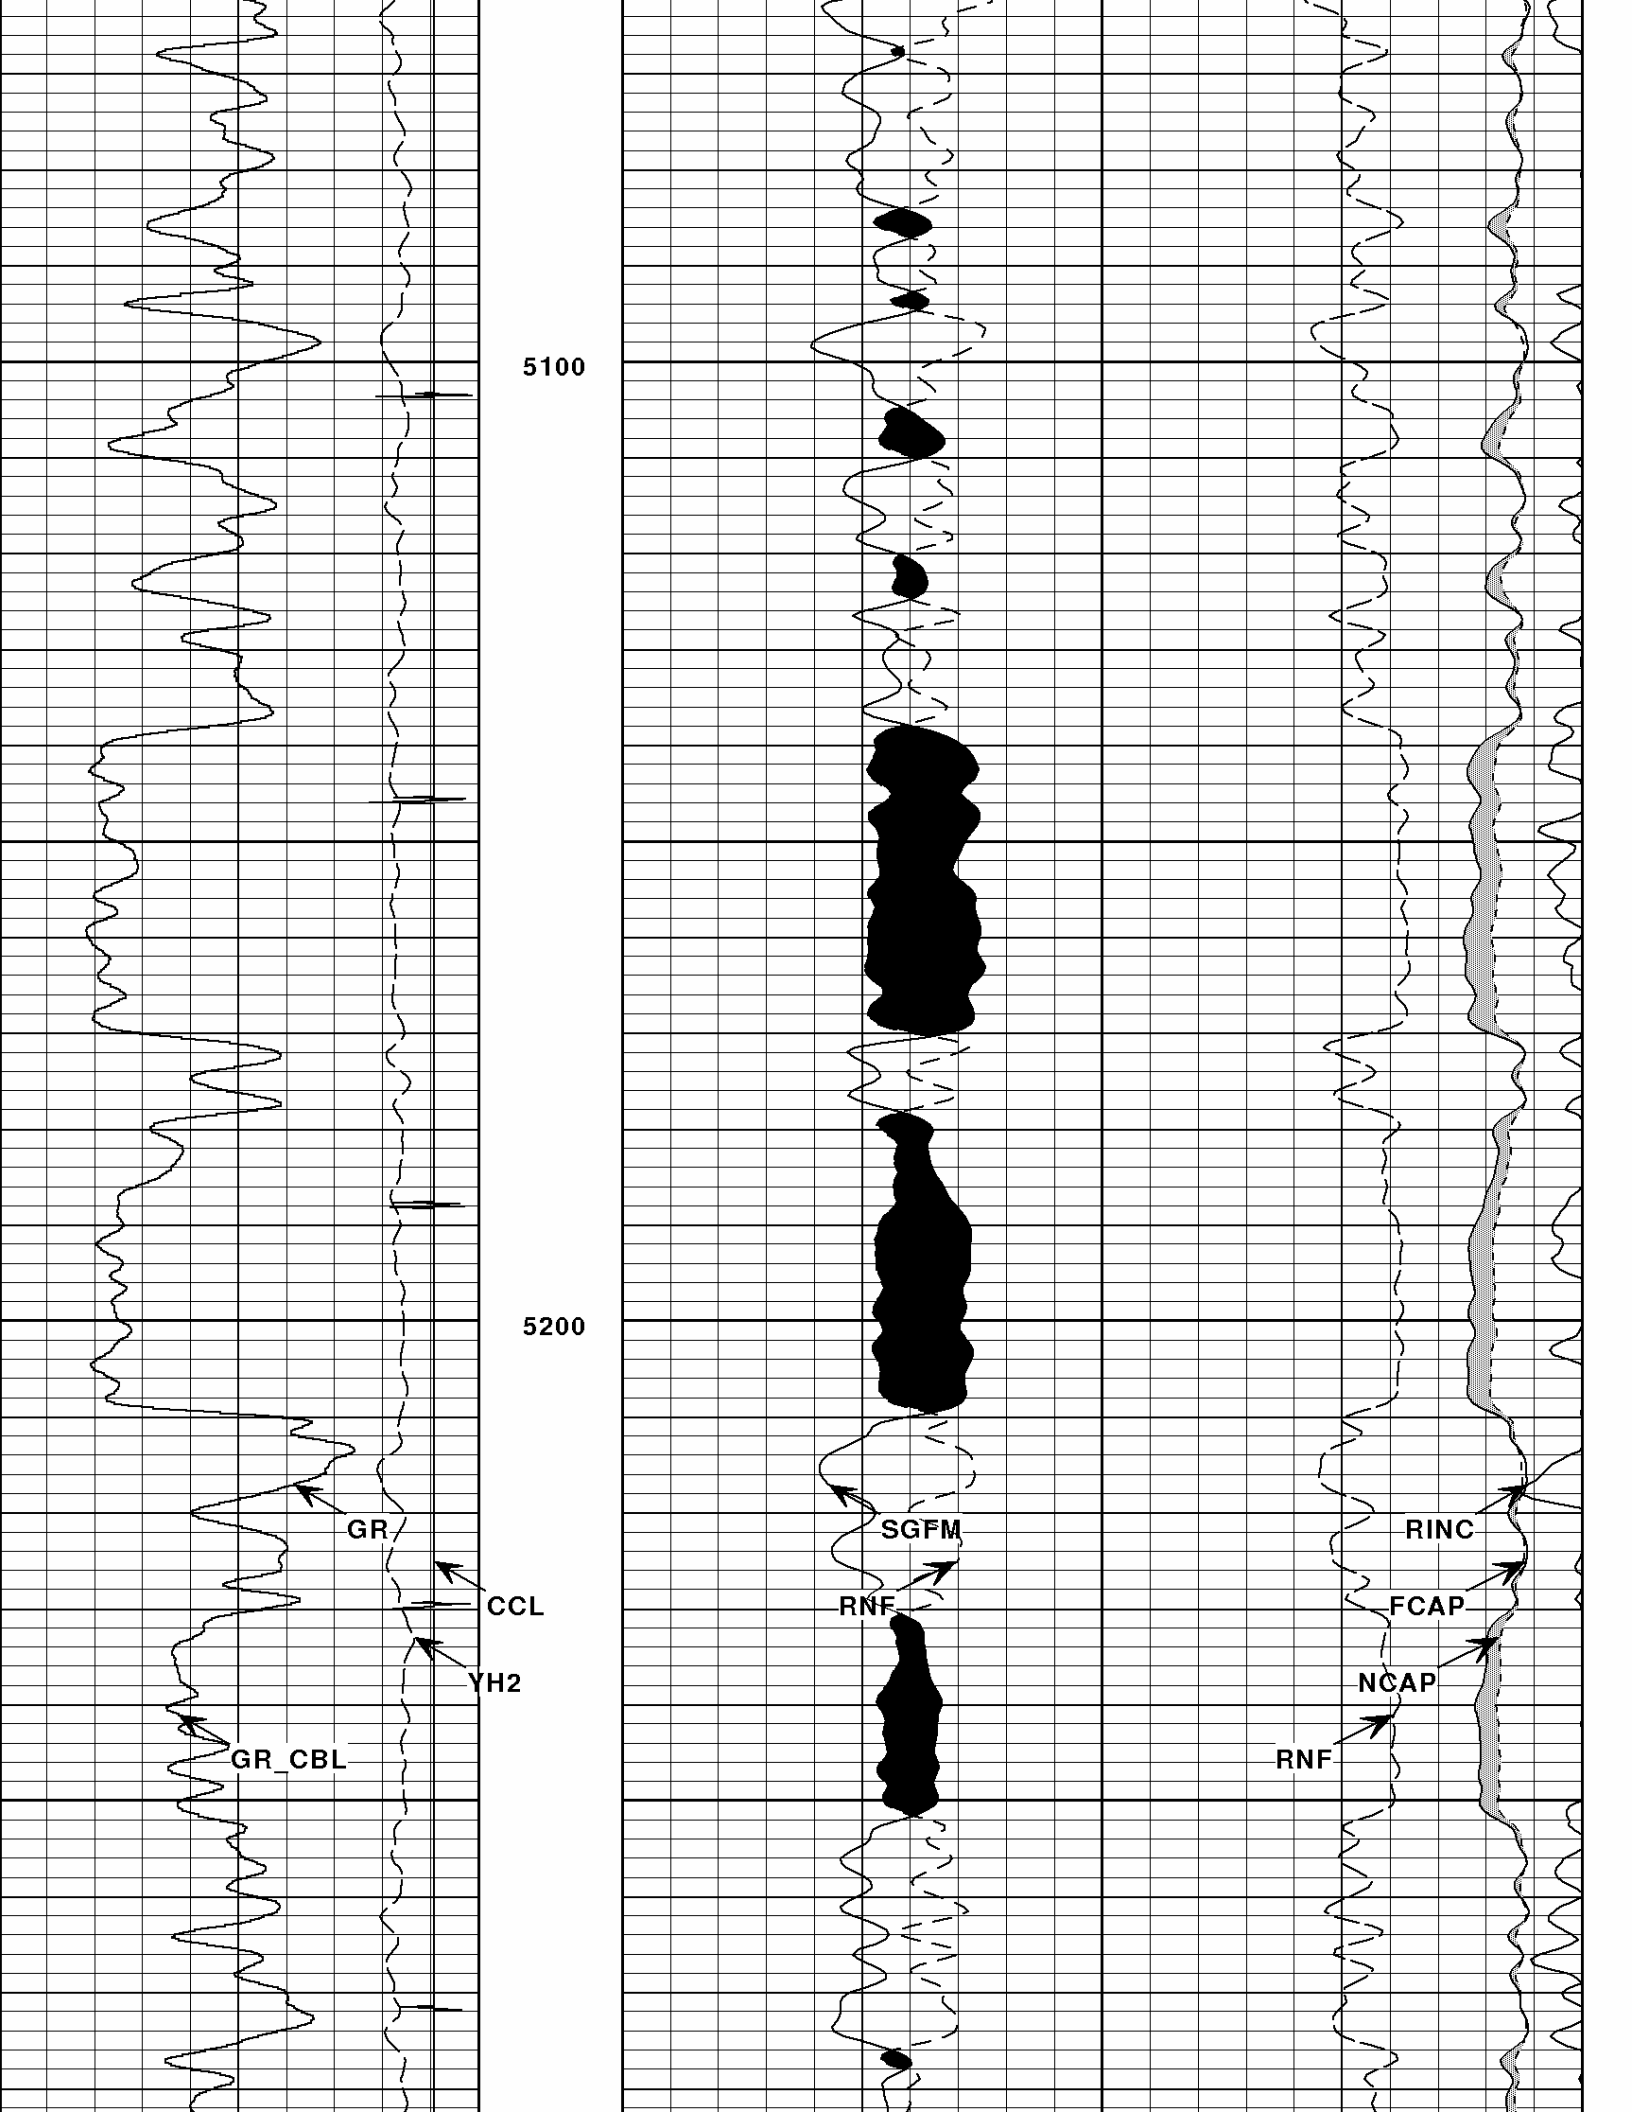 5100
5200
GR
SGFM
RINC
CCL
RNF
FCAP
YH2
NCAP
GR_CBL
RNF